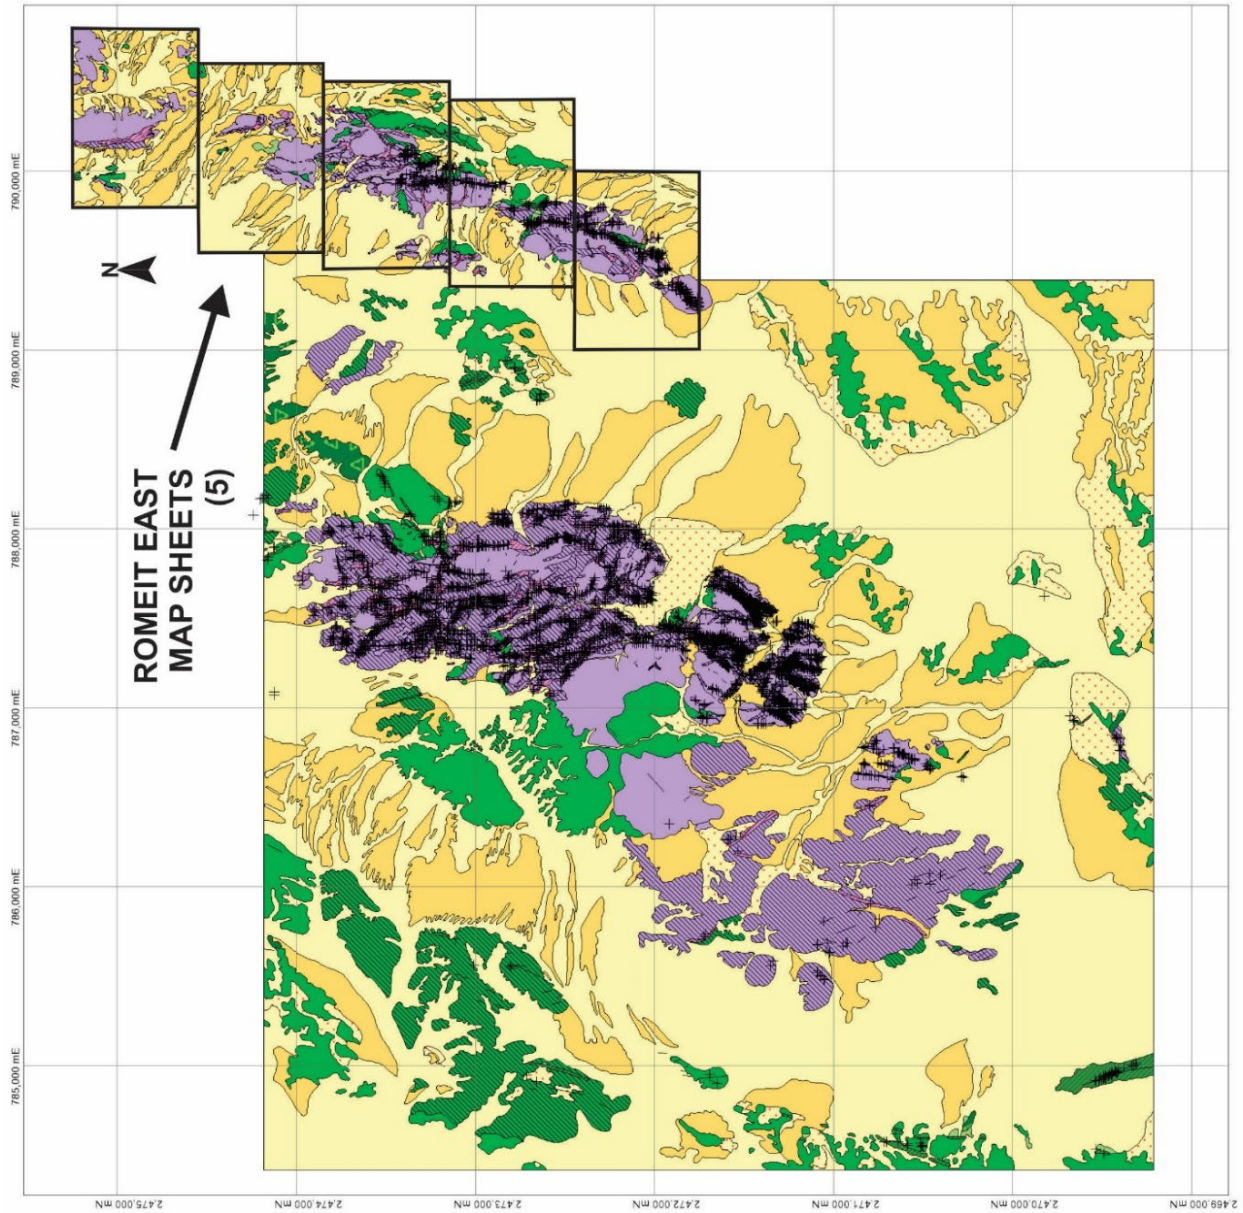 N
ROMEIT EAST
MAP SHEETS
(5)
790,000 mE
789,000 mE
788,000 mE
787,000 mE
786,000 mE
785,000 mE
2,475,000 mN
2,474,000 mN
2,473,000 mN
2,472,000 mN
2,471,000 mN
2,470,000 mN
2,469,000 mN